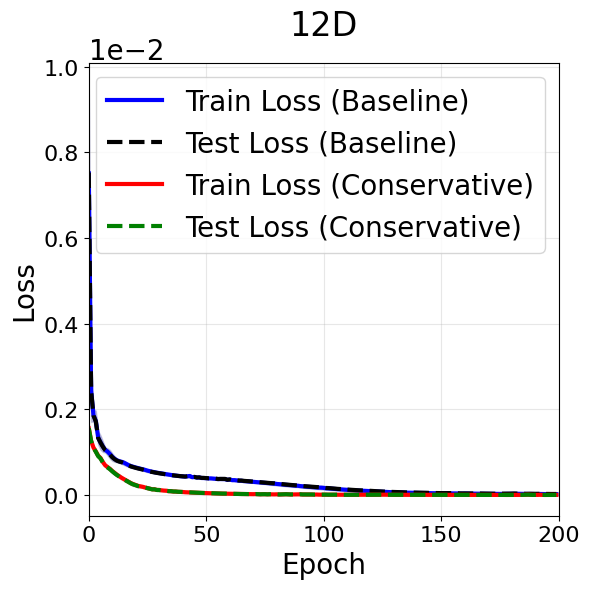 12D
1e−2
1.0
0.8
0.6
0.4
0.2
0.0
Loss
Train Loss (Baseline)
Test Loss (Baseline)
Train Loss (Conservative)
Test Loss (Conservative)
0 50 100 150 200
Epoch